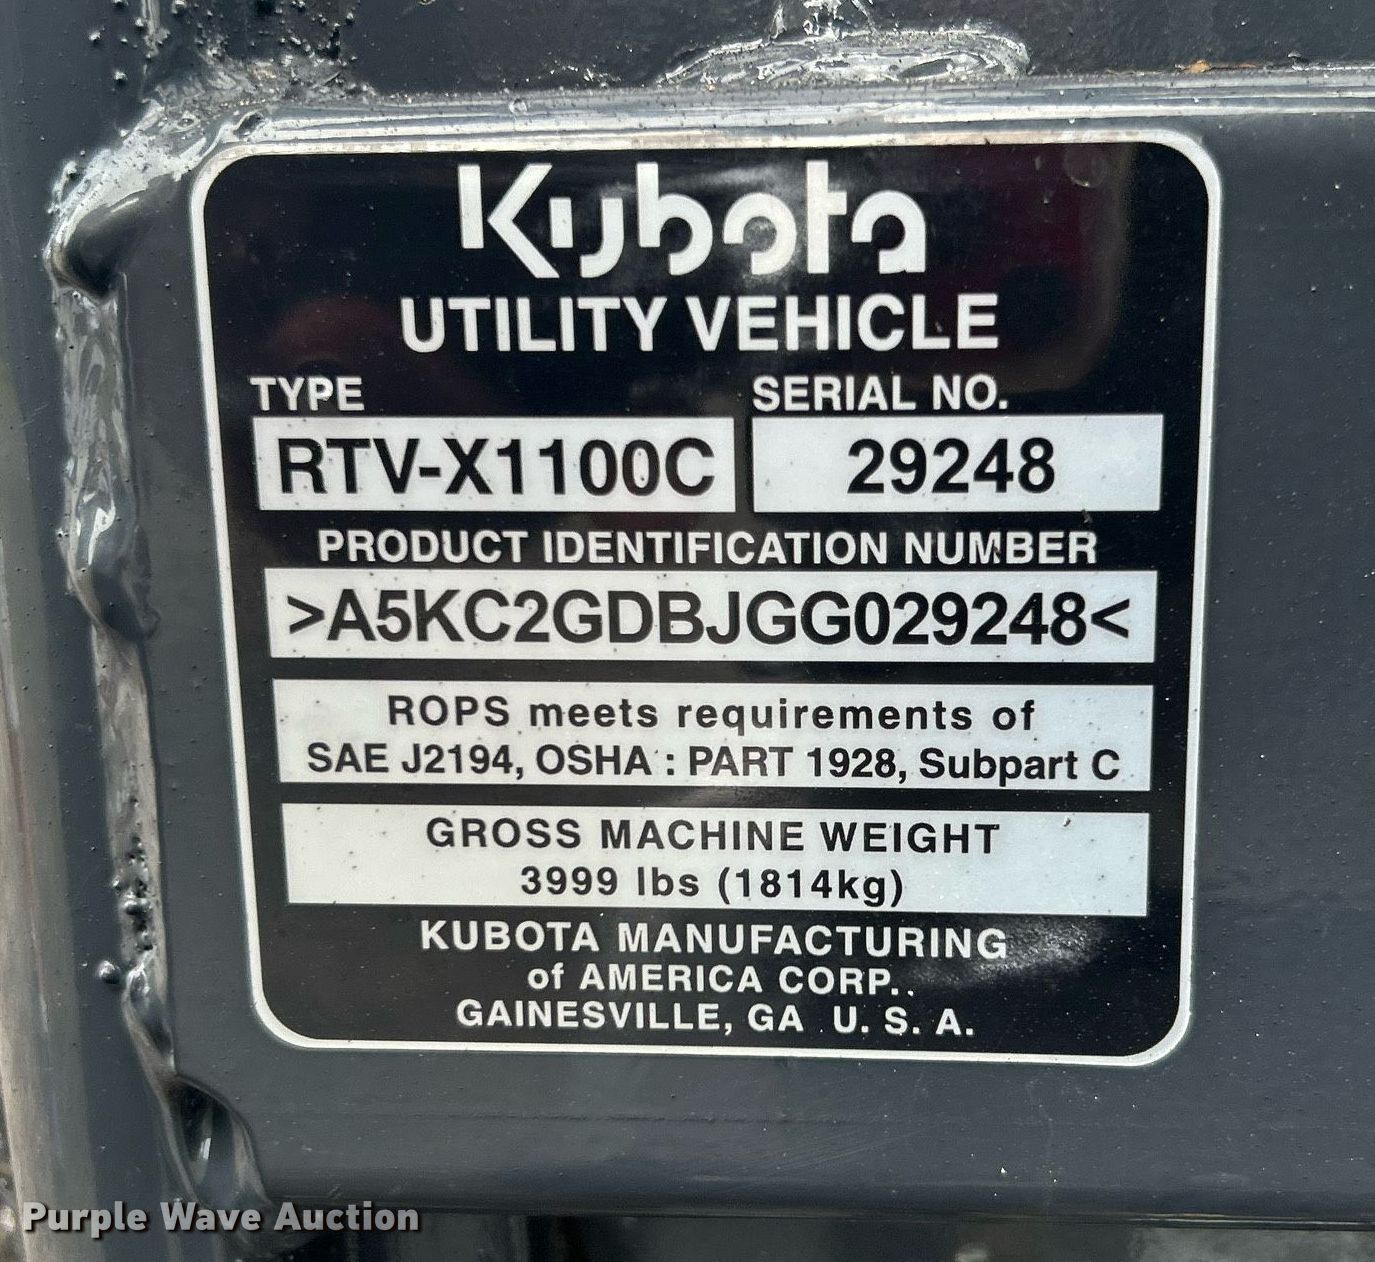 Kubota
UTILITY VEHICLE
TYPE SERIAL NO.
RTV-X1100C 29248
PRODUCT IDENTIFICATION NUMBER
>A5KC2GDBJGG029248<
ROPS meets requirements of
SAE J2194, OSHA : PART 1928, Subpart C
GROSS MACHINE WEIGHT
3999 lbs (1814kg)
KUBOTA MANUFACTURING
of AMERICA CORP..
GAINESVILLE, GA U. S. A.
Purple Wave Auction